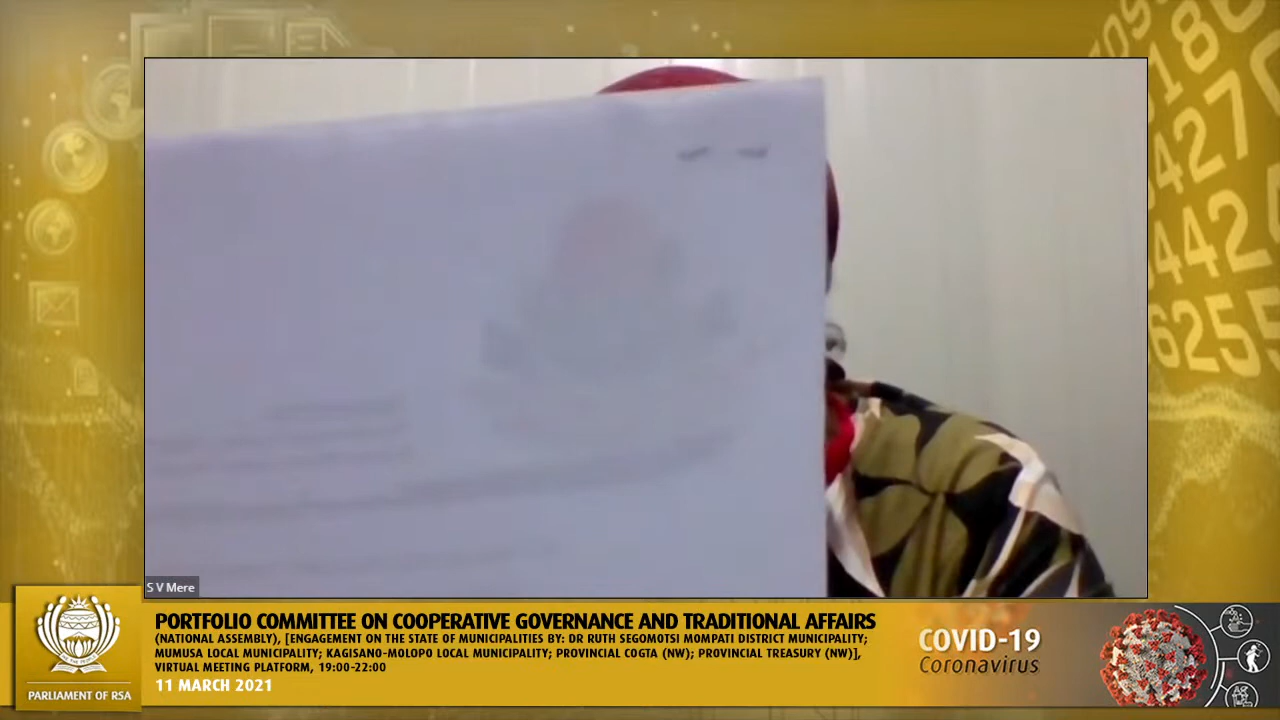 S V Mere
PORTFOLIO COMMITTEE ON COOPERATIVE GOVERNANCE AND TRADITIONAL AFFAIRS
(NATIONAL ASSEMBLY), [ENGAGEMENT ON THE STATE OF MUNICIPALITIES BY: DR RUTH SEGOMOTSI MOMPATI DISTRICT MUNICIPALITY;
MUMUSA LOCAL MUNICIPALITY; KAGISANO-MOLOPO LOCAL MUNICIPALITY; PROVINCIAL COGTA (NW); PROVINCIAL TREASURY (NW)],
VIRTUAL MEETING PLATFORM, 19:00-22:00
11 MARCH 2021
PARLIAMENT OF RSA
COVID-19
Coronavirus